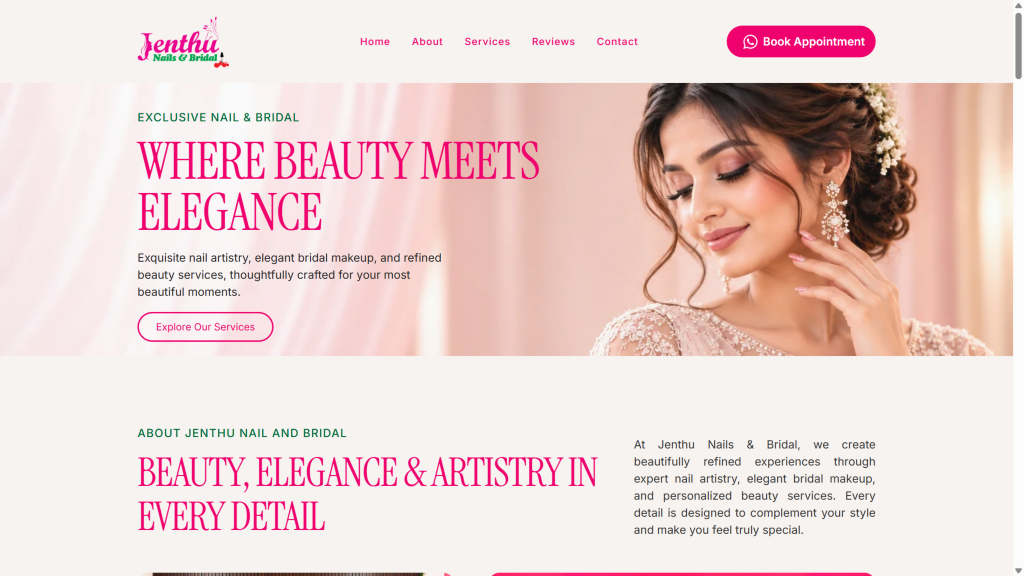 Jenthu
Nails & Bridal
Home
About
Services
Reviews
Contact
Book Appointment
EXCLUSIVE NAIL & BRIDAL
WHERE BEAUTY MEETS
ELEGANCE
Exquisite nail artistry, elegant bridal makeup, and refined
beauty services, thoughtfully crafted for your most
beautiful moments.
Explore Our Services
ABOUT JENTHU NAIL AND BRIDAL
BEAUTY, ELEGANCE & ARTISTRY IN
EVERY DETAIL
At Jenthu Nails & Bridal, we create
beautifully refined experiences through
expert nail artistry, elegant bridal makeup,
and personalized beauty services. Every
detail is designed to complement your style
and make you feel truly special.